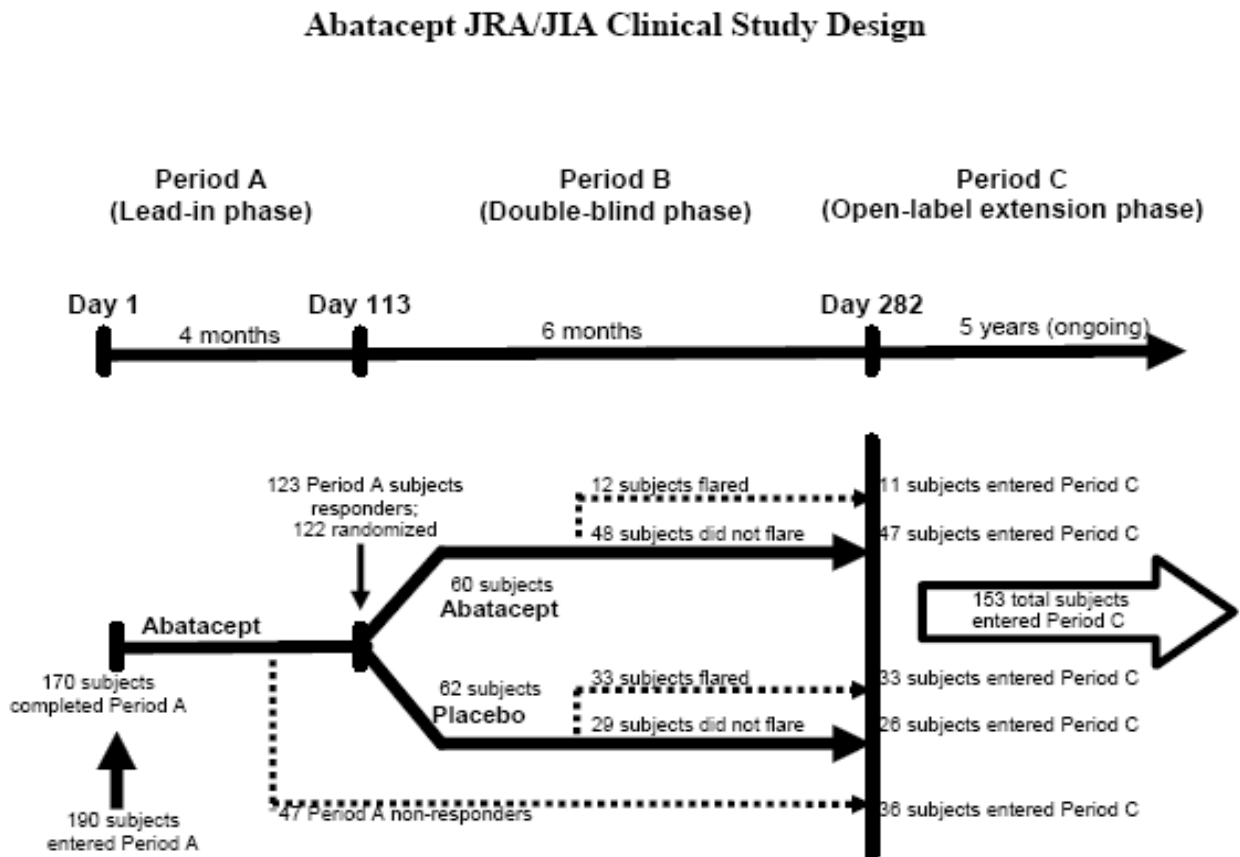 Abatacept JRA/JIA Clinical Study Design
Period A
(Lead-in phase)
Period B
(Double-blind phase)
Period C
(Open-label extension phase)
Day 1
Day 113
Day 282
4 months
6 months
5 years (ongoing)
123 Period A subjects
responders;
122 randomized
12 subjects flared
11 subjects entered Period C
48 subjects did not flare
47 subjects entered Period C
60 subjects
Abatacept
153 total subjects
entered Period C
Abatacept
170 subjects
completed Period A
62 subjects
Placebo
33 subjects flared
33 subjects entered Period C
29 subjects did not flare
26 subjects entered Period C
47 Period A non-responders
36 subjects entered Period C
190 subjects
entered Period A